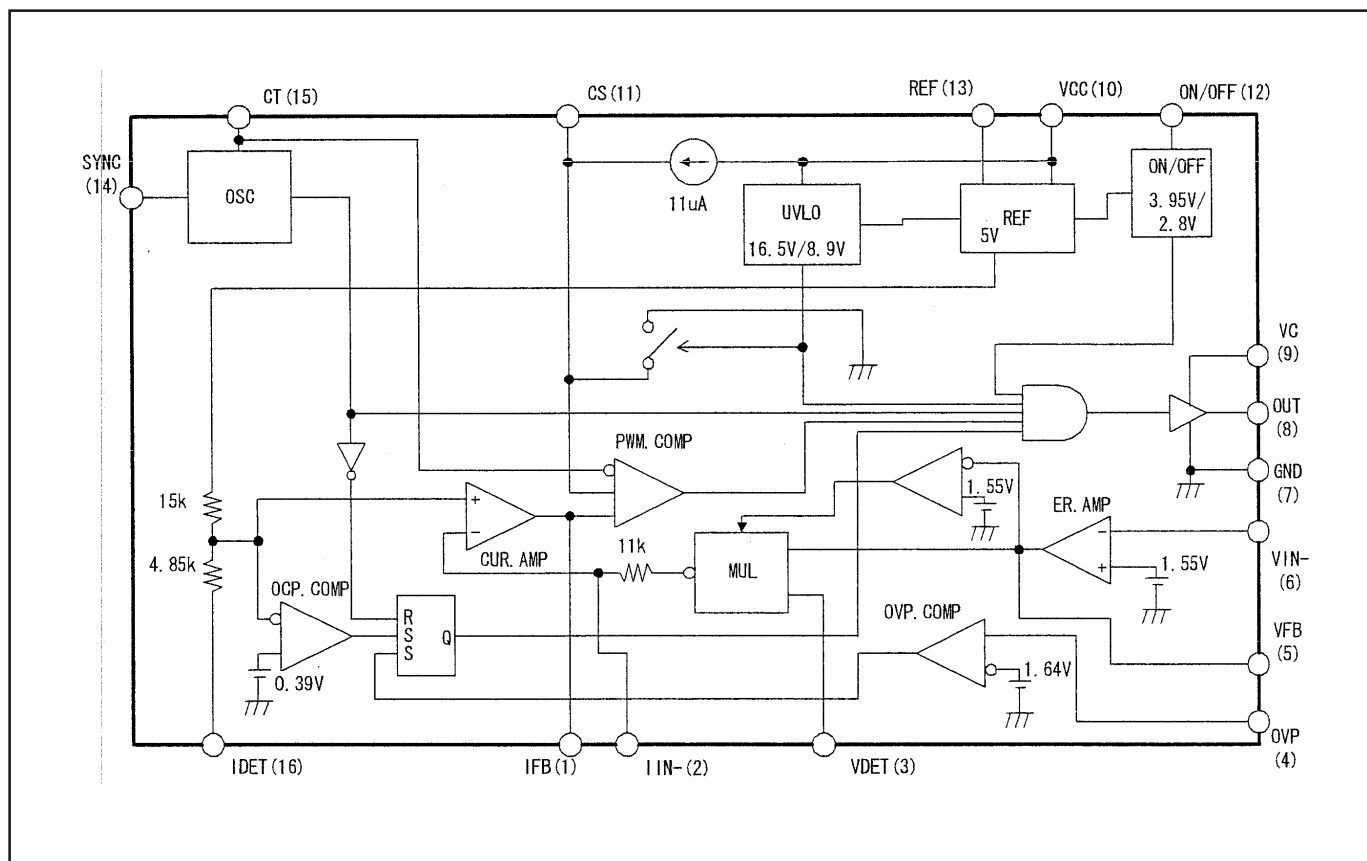 CT(15)
CS(11)
REF(13)
VCC(10)
ON/OFF(12)
SYNC
(14)
OSC
11uA
UVLO
16.5V/8.9V
REF
5V
ON/OFF
3.95V/
2.8V
VC
(9)
OUT
(8)
GND
(7)
PWM.COMP
1.55V
ER.AMP
15k
+
−
CUR.AMP
11k
MUL
−
+
1.55V
VIN-
(6)
4.85k
OCP.COMP
R
S
S
Q
0.39V
OVP.COMP
1.64V
VFB
(5)
OVP
(4)
IDET(16)
IFB(1)
IIN-(2)
VDET(3)